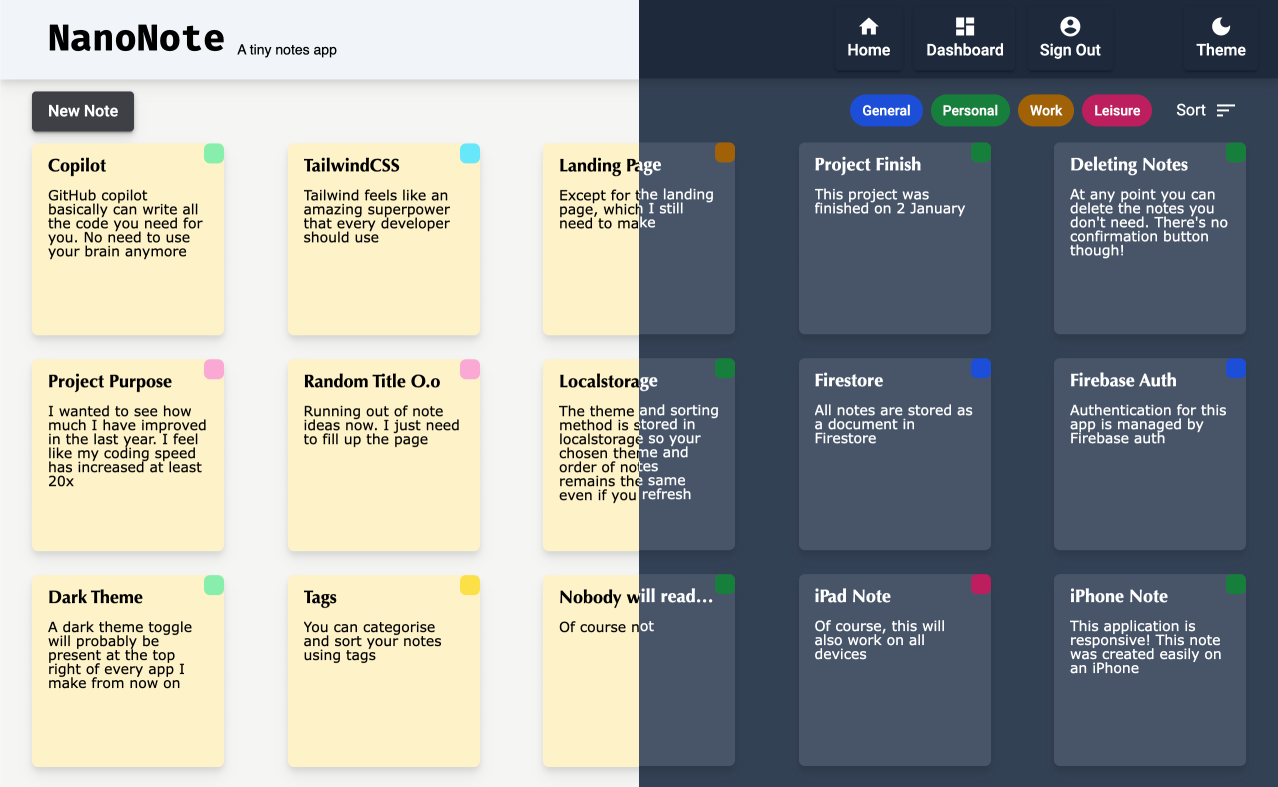 NanoNote
A tiny notes app
Home
Dashboard
Sign Out
Theme
New Note
General
Personal
Work
Leisure
Sort
Copilot
GitHub copilot
basically can write all
the code you need for
you. No need to use
your brain anymore
TailwindCSS
Tailwind feels like an
amazing superpower
that every developer
should use
Landing Page
Except for the landing
page, which I still
need to make
Project Finish
This project was
finished on 2 January
Deleting Notes
At any point you can
delete the notes you
don't need. There's no
confirmation button
though!
Project Purpose
I wanted to see how
much I have improved
in the last year. I feel
like my coding speed
has increased at least
20x
Random Title O.o
Running out of note
ideas now. I just need
to fill up the page
Localstorage
The theme and sorting
method is stored in
localstorage so your
chosen theme and
order of notes
remains the same
even if you refresh
Firestore
All notes are stored as
a document in
Firestore
Firebase Auth
Authentication for this
app is managed by
Firebase auth
Dark Theme
A dark theme toggle
will probably be
present at the top
right of every app I
make from now on
Tags
You can categorise
and sort your notes
using tags
Nobody will read...
Of course not
iPad Note
Of course, this will
also work on all
devices
iPhone Note
This application is
responsive! This note
was created easily on
an iPhone